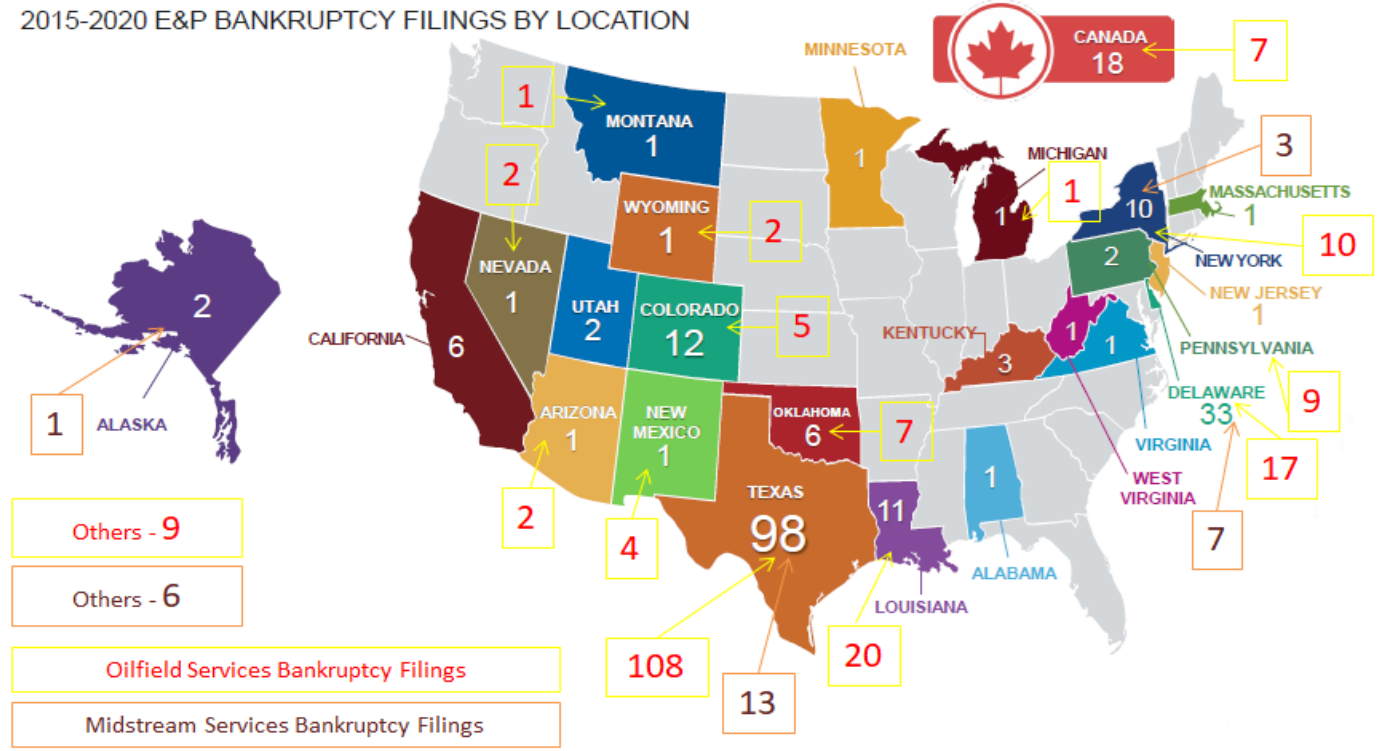 2015-2020 E&P BANKRUPTCY FILINGS BY LOCATION
CANADA
18
7
MINNESOTA
1
1
MONTANA
1
2
WYOMING
1
2
MICHIGAN
1
1
3
10
MASSACHUSETTS
1
10
NEW YORK
2
NEW JERSEY
1
NEVADA
1
UTAH
2
COLORADO
12
5
CALIFORNIA
6
2
1
ALASKA
KENTUCKY
3
1
1
PENNSYLVANIA
9
DELAWARE
33
17
7
VIRGINIA
WEST
VIRGINIA
ARIZONA
1
2
NEW
MEXICO
1
4
OKLAHOMA
6
7
TEXAS
98
108
13
11
LOUISIANA
20
1
ALABAMA
Others - 9
Others - 6
Oilfield Services Bankruptcy Filings
Midstream Services Bankruptcy Filings